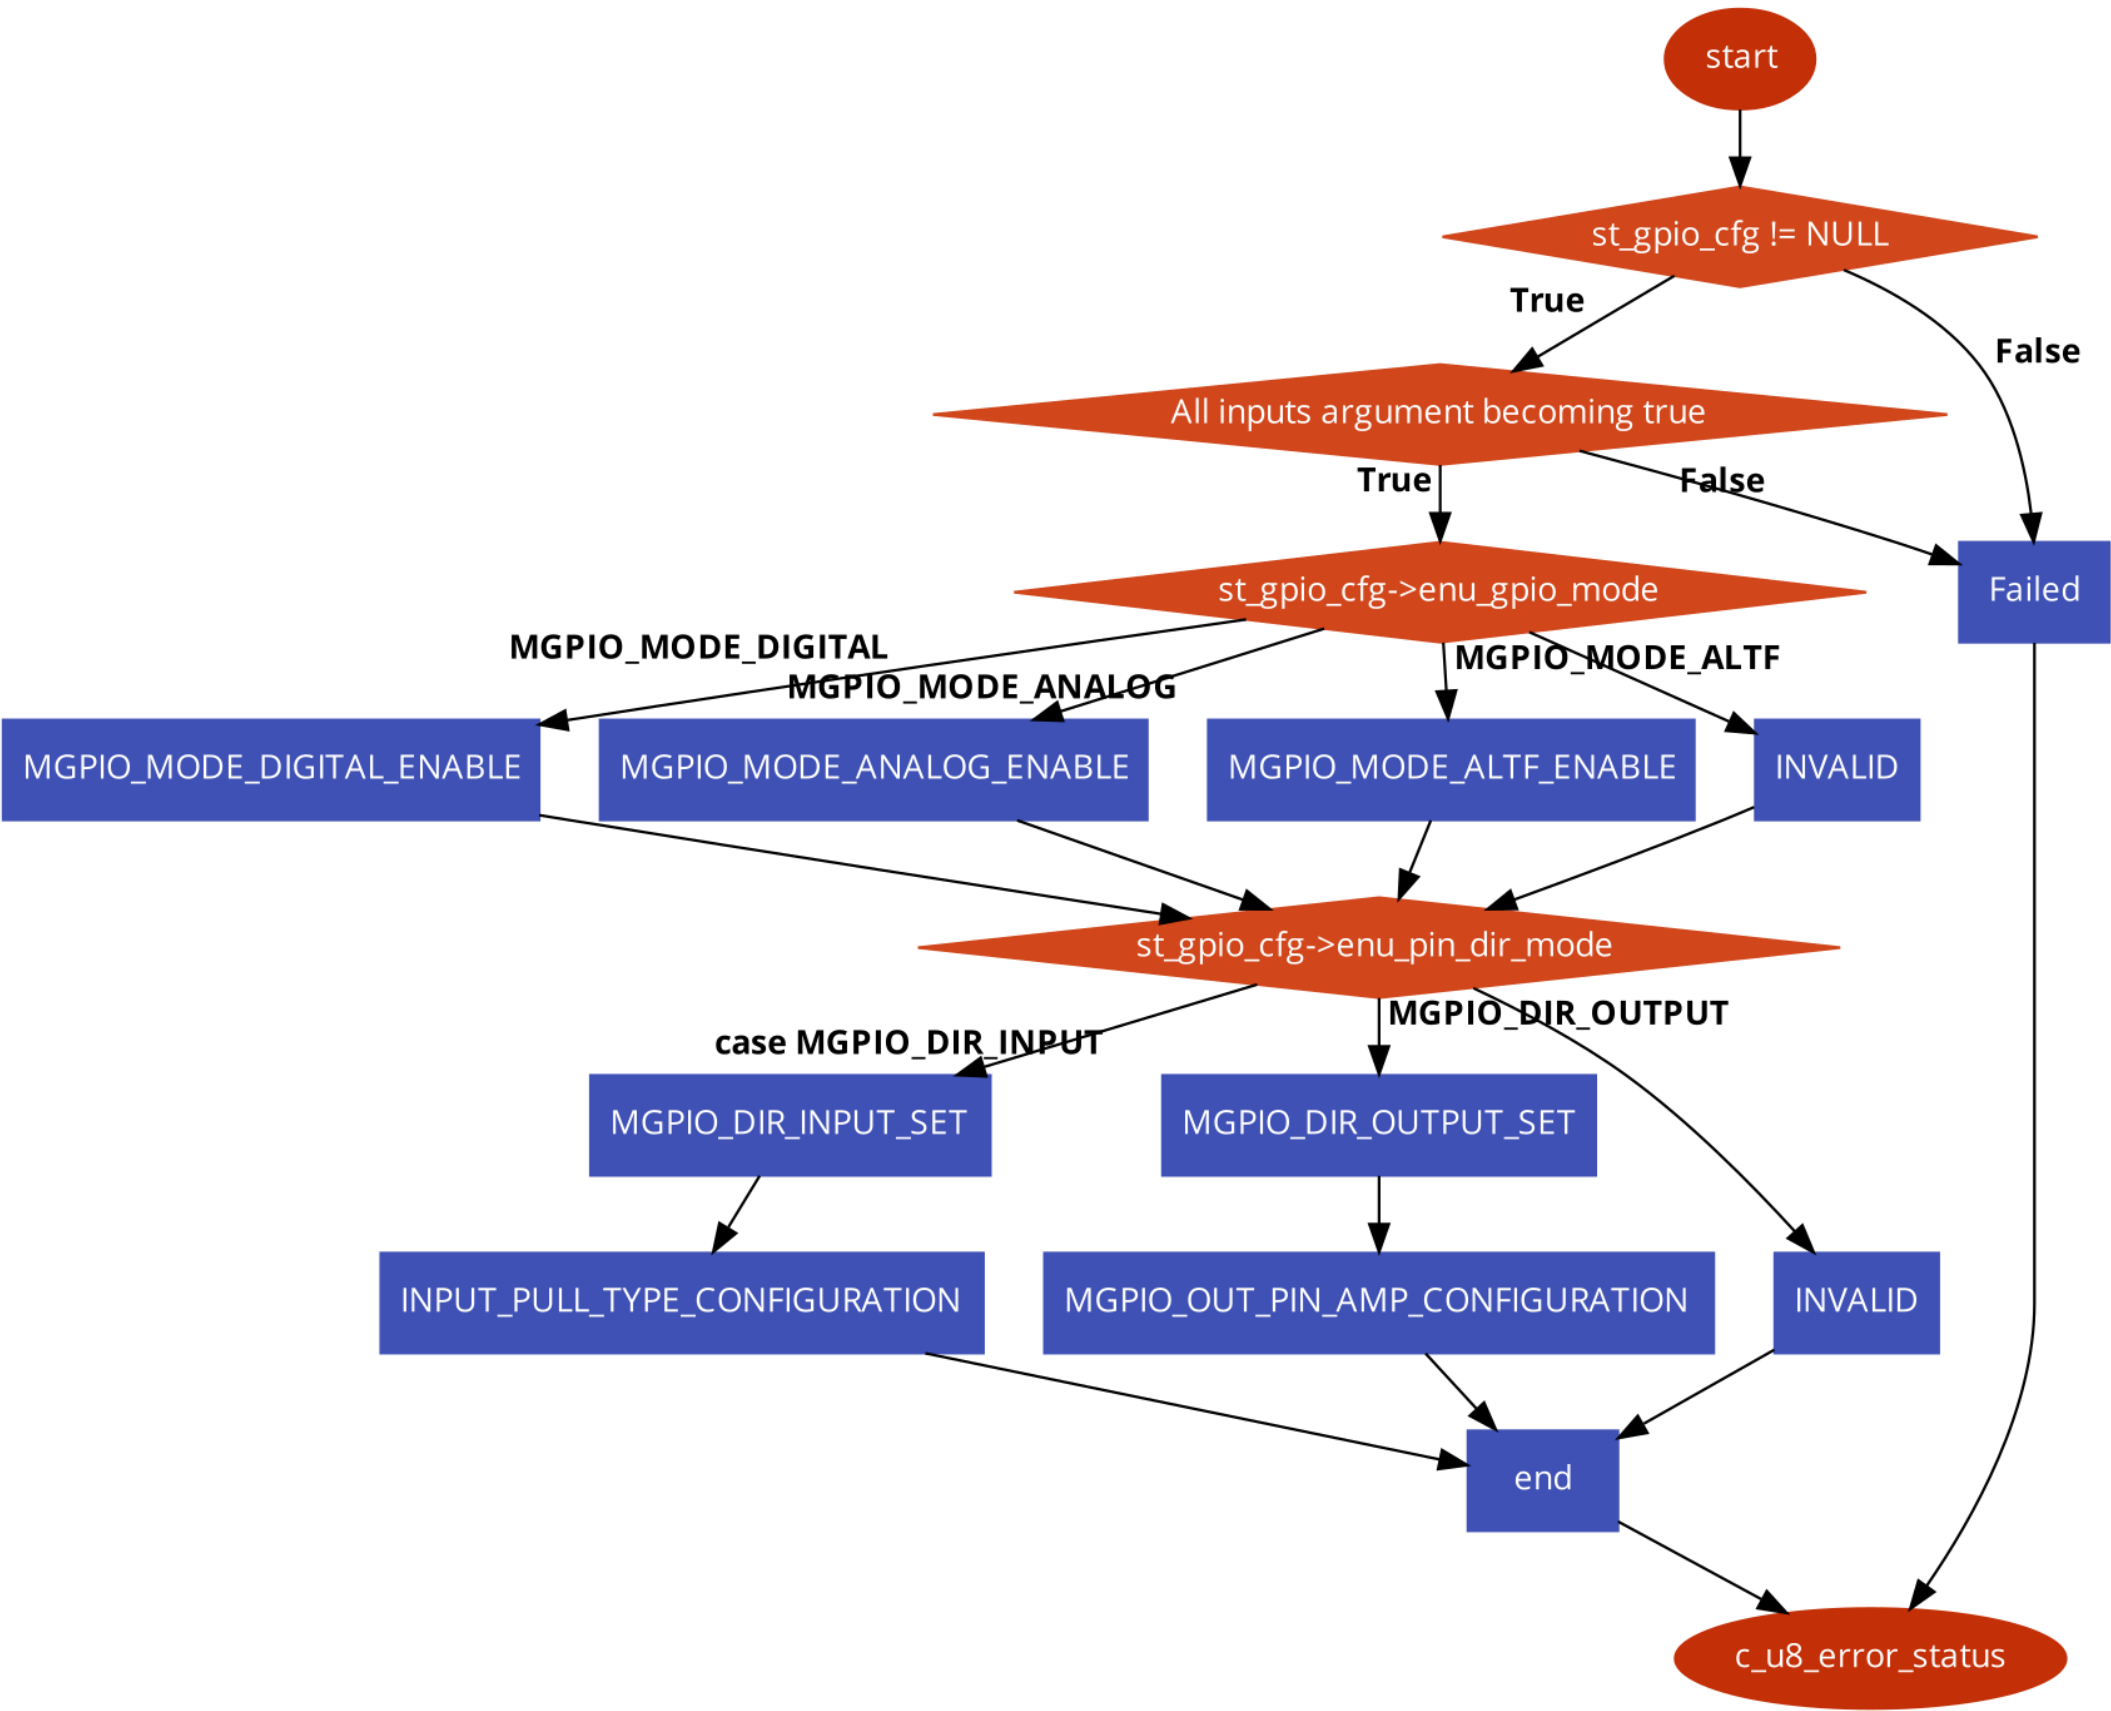 start
st_gpio_cfg != NULL
True
False
All inputs argument becoming true
True
False
st_gpio_cfg->enu_gpio_mode
Failed
MGPIO_MODE_DIGITAL
MGPIO_MODE_ANALOG
MGPIO_MODE_ALTF
MGPIO_MODE_DIGITAL_ENABLE
MGPIO_MODE_ANALOG_ENABLE
MGPIO_MODE_ALTF_ENABLE
INVALID
st_gpio_cfg->enu_pin_dir_mode
case MGPIO_DIR_INPUT
MGPIO_DIR_OUTPUT
MGPIO_DIR_INPUT_SET
MGPIO_DIR_OUTPUT_SET
INPUT_PULL_TYPE_CONFIGURATION
MGPIO_OUT_PIN_AMP_CONFIGURATION
INVALID
end
c_u8_error_status